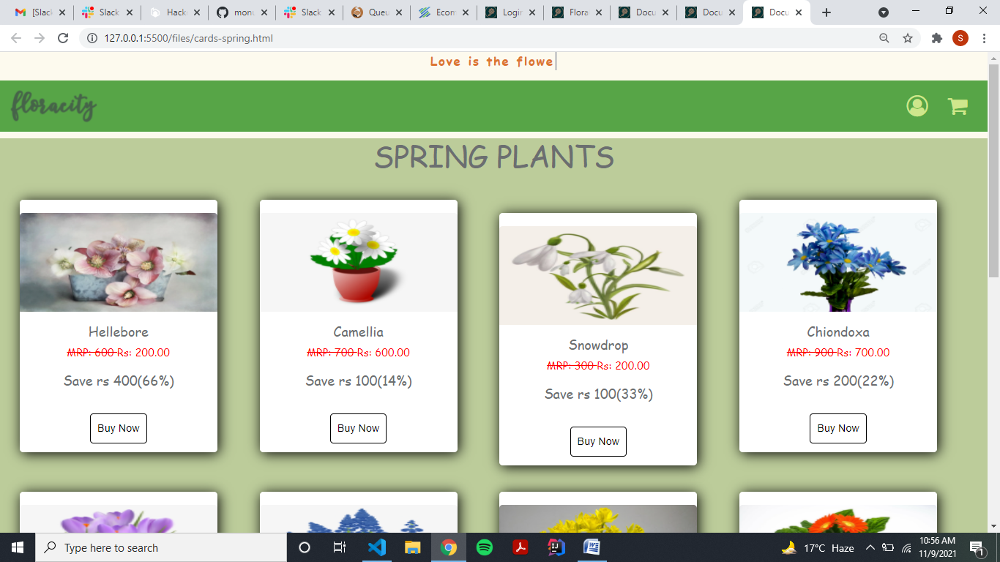 [Slac
Slack
Hack
monu
Slack
Queu
Ecom
Login
Flora
Docu
Docu
Docu
127.0.0.1:5500/files/cards-spring.html
S
Love is the flowe
floracity
SPRING PLANTS
Hellebore
MRP: 600 Rs: 200.00
Save rs 400(66%)
Buy Now
Camellia
MRP: 700 Rs: 600.00
Save rs 100(14%)
Buy Now
Snowdrop
MRP: 300 Rs: 200.00
Save rs 100(33%)
Buy Now
Chiondoxa
MRP: 900 Rs: 700.00
Save rs 200(22%)
Buy Now
Type here to search
17°C Haze
10:56 AM
11/9/2021
1